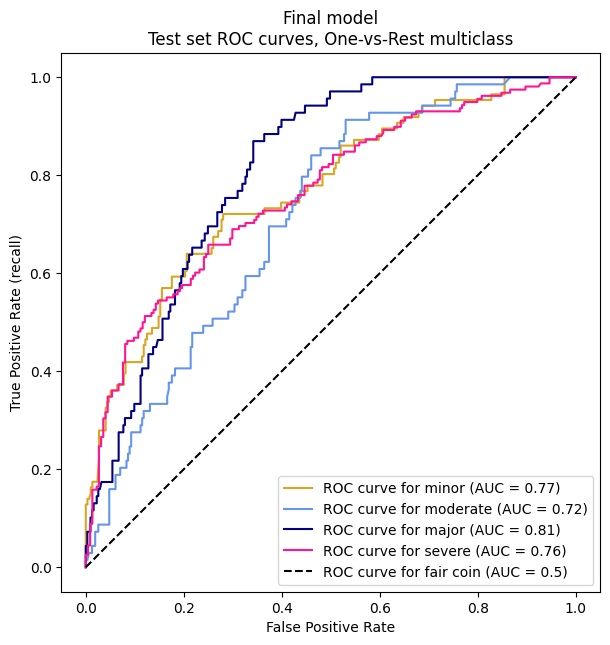 Final model
Test set ROC curves, One-vs-Rest multiclass
True Positive Rate (recall)
1.0
0.8
0.6
0.4
0.2
0.0
ROC curve for minor (AUC = 0.77)
ROC curve for moderate (AUC = 0.72)
ROC curve for major (AUC = 0.81)
ROC curve for severe (AUC = 0.76)
ROC curve for fair coin (AUC = 0.5)
0.0 0.2 0.4 0.6 0.8 1.0
False Positive Rate